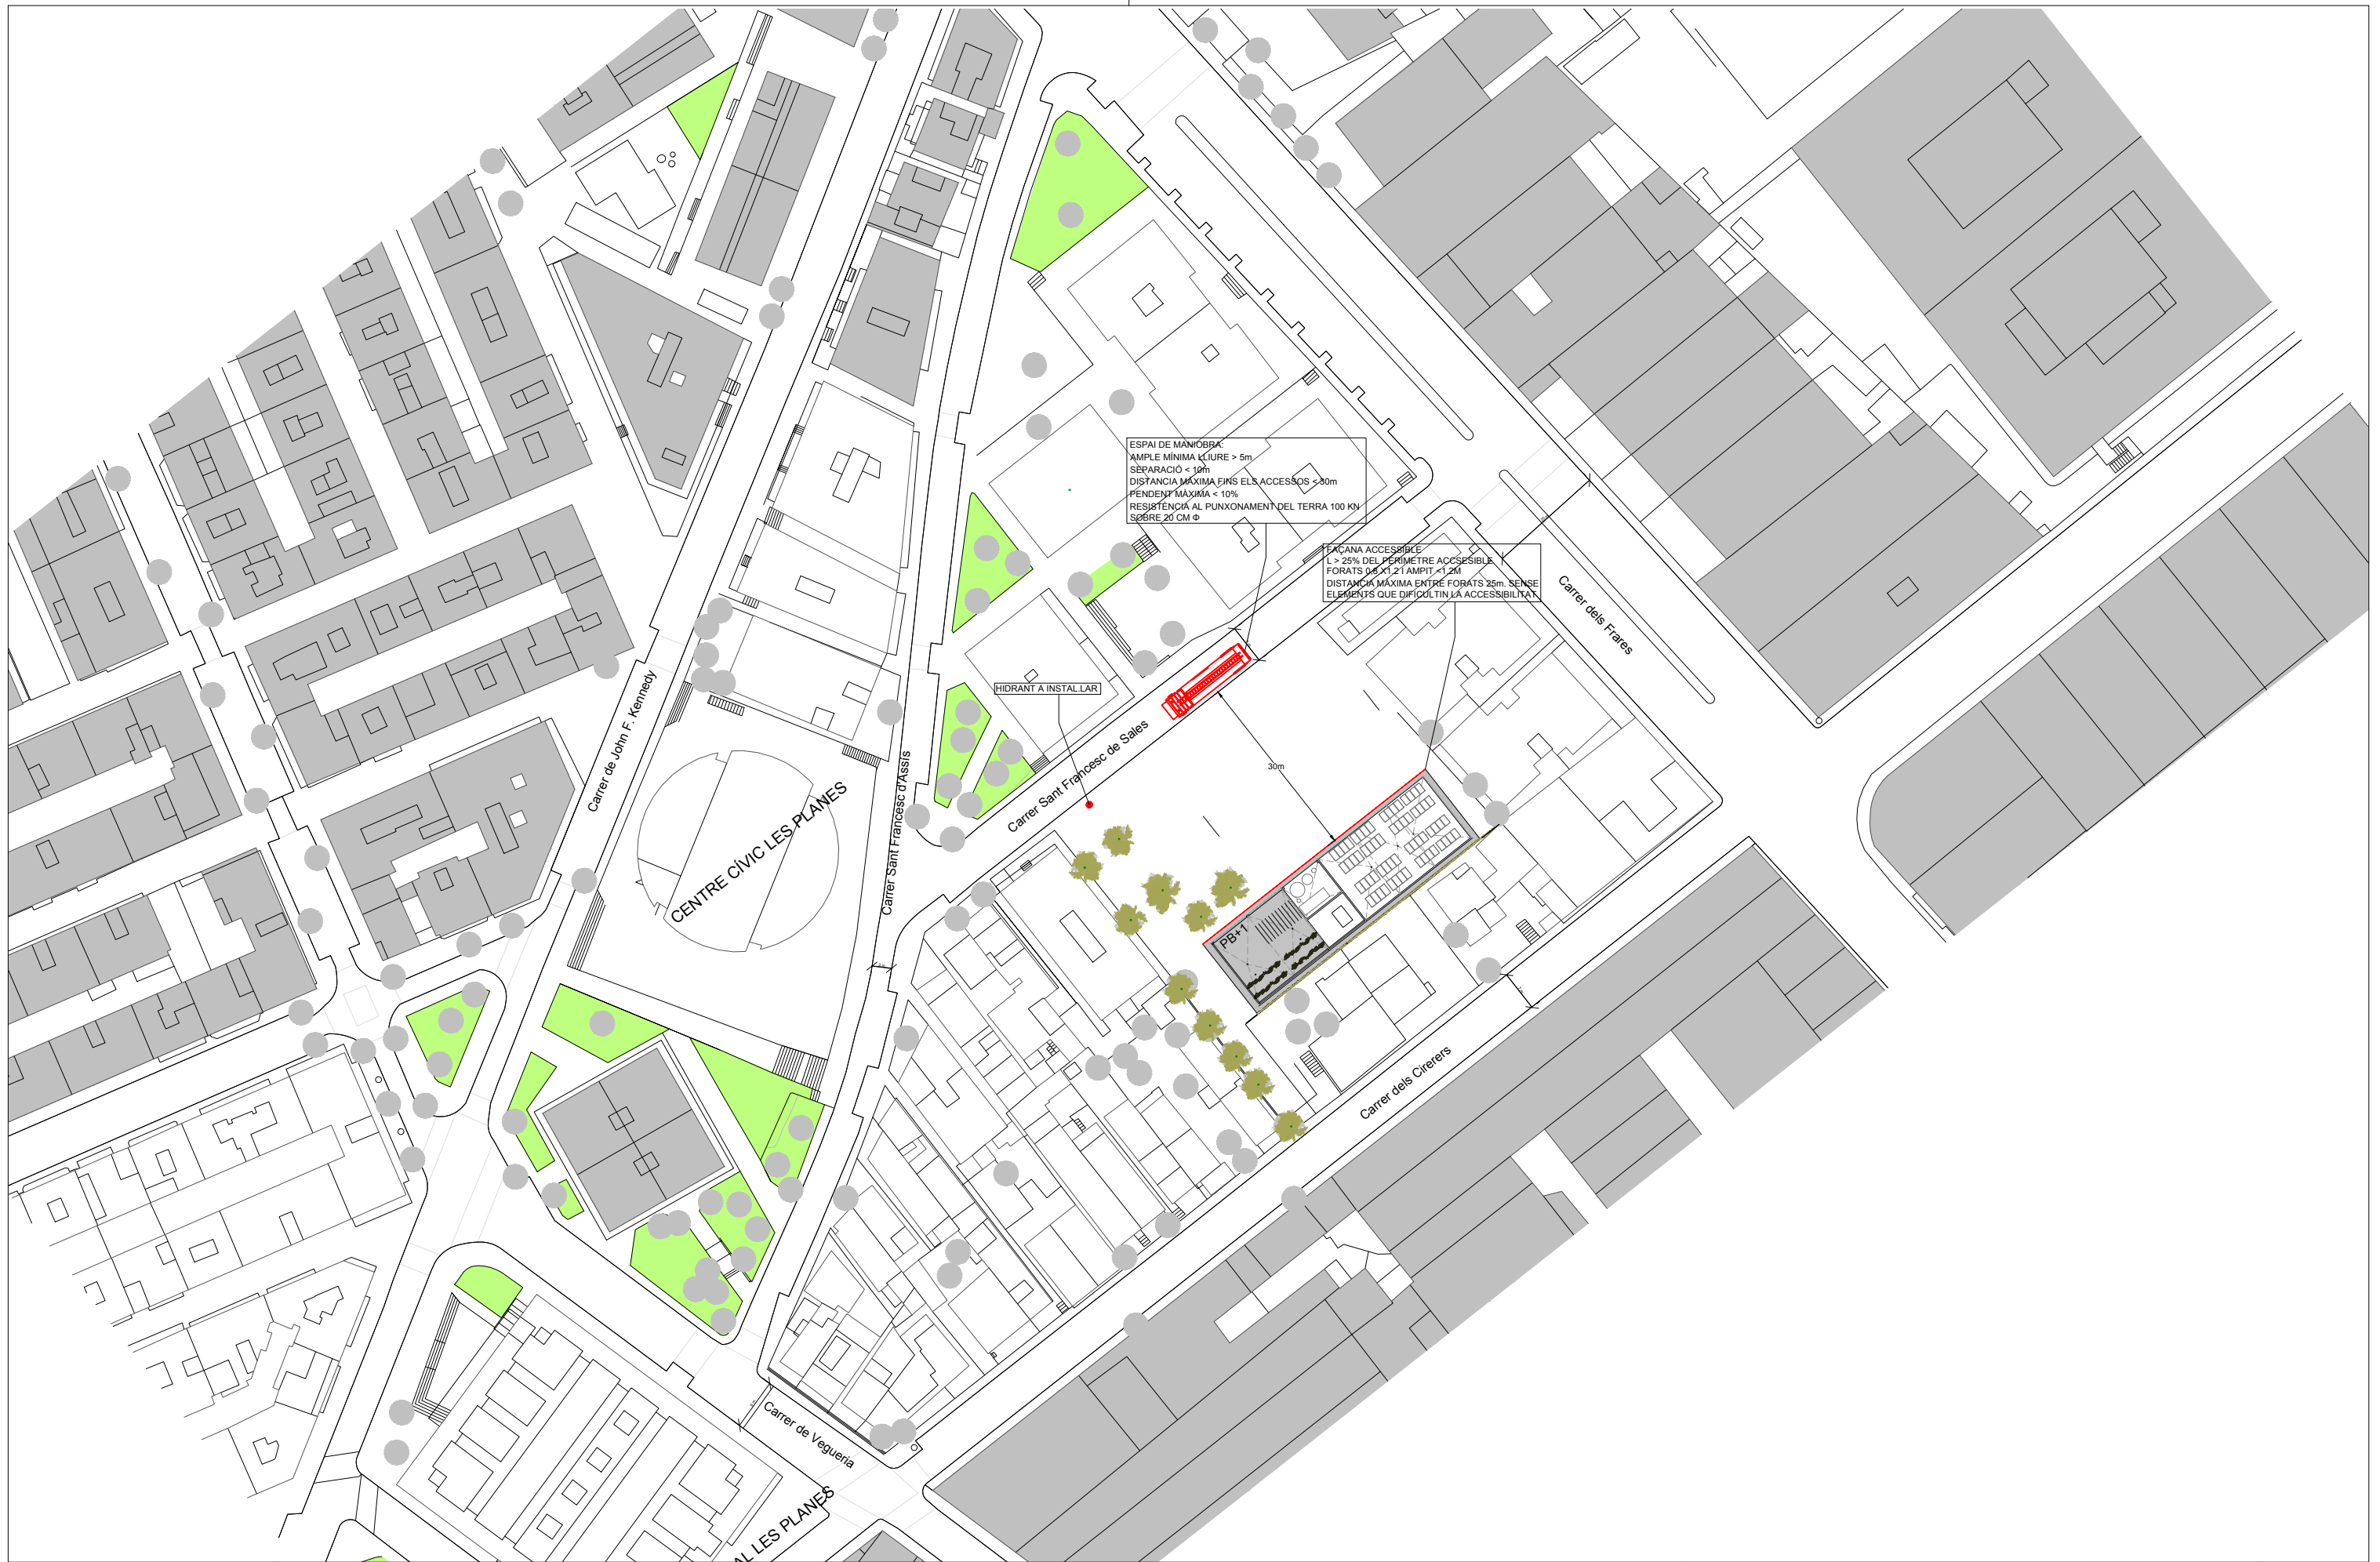 ESPAI DE MANIOBRA:
AMPLE MÍNIMA LLIURE > 5m
SEPARACIÓ < 10m
DISTANCIA MÀXIMA FINS ELS ACCESSOS < 30m
PENDENT MÀXIMA < 10%
RESISTÈNCIA AL PUNXONAMENT DEL TERRA 100 KN
SOBRE 20 CM Φ
FAÇANA ACCESSIBLE
L > 25% DEL PERIMETRE ACCSESIBLE
FORATS 0,8 X1,2 I AMPIT <1,2M
DISTANCIA MÀXIMA ENTRE FORATS 25m. SENSE
ELEMENTS QUE DIFICULTIN LA ACCESSIBILITAT
Carrer dels Frares
HIDRANT A INSTAL.LAR
Carrer de John F. Kennedy
Carrer Sant Francesc de Sales
30m
CENTRE CÍVIC LES PLANES
Carrer Sant Francesc d'Assís
PB+1
Carrer dels Cirerers
Carrer de Vegueria
AL LES PLANES